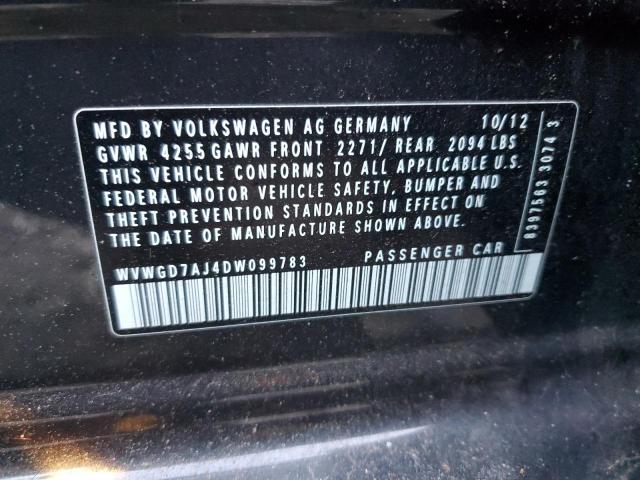 MFD BY VOLKSWAGEN AG GERMANY 10/12
GVWR 4255 GAWR FRONT 2271/ REAR 2094 LBS
THIS VEHICLE CONFORMS TO ALL APPLICABLE U.S.
FEDERAL MOTOR VEHICLE SAFETY, BUMPER AND
THEFT PREVENTION STANDARDS IN EFFECT ON
THE DATE OF MANUFACTURE SHOWN ABOVE.
WVWGD7AJ4DW099783 PASSENGER CAR
8397563 3074 3